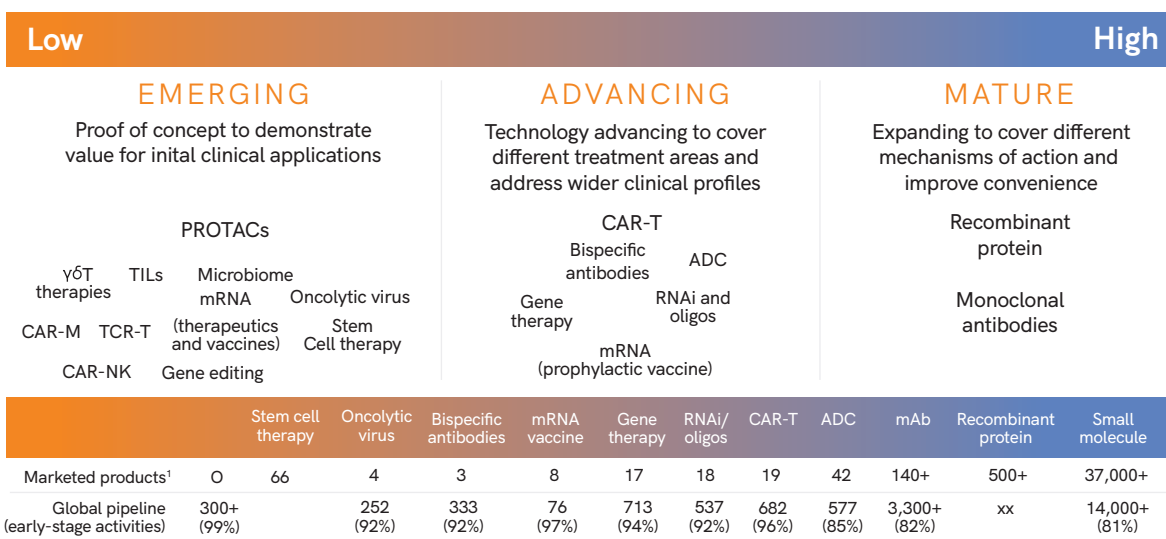 Low
High
EMERGING
Proof of concept to demonstrate
value for inital clinical applications
PROTACs
γδT
therapies
TILs
Microbiome
mRNA
(therapeutics
and vaccines)
Oncolytic virus
CAR-M
TCR-T
Stem
Cell therapy
CAR-NK
Gene editing
ADVANCING
Technology advancing to cover
different treatment areas and
address wider clinical profiles
CAR-T
Bispecific
antibodies
ADC
Gene
therapy
RNAi and
oligos
mRNA
(prophylactic vaccine)
MATURE
Expanding to cover different
mechanisms of action and
improve convenience
Recombinant
protein
Monoclonal
antibodies
Stem cell
therapy
Oncolytic
virus
Bispecific
antibodies
mRNA
vaccine
Gene
therapy
RNAi/
oligos
CAR-T
ADC
mAb
Recombinant
protein
Small
molecule
Marketed products¹ O 66 4 3 8 17 18 19 42 140+ 500+ 37,000+
Global pipeline 300+ 252 333 76 713 537 682 577 3,300+ xx 14,000+
(early-stage activities) (99%) (92%) (92%) (97%) (94%) (92%) (96%) (85%) (82%) (81%)